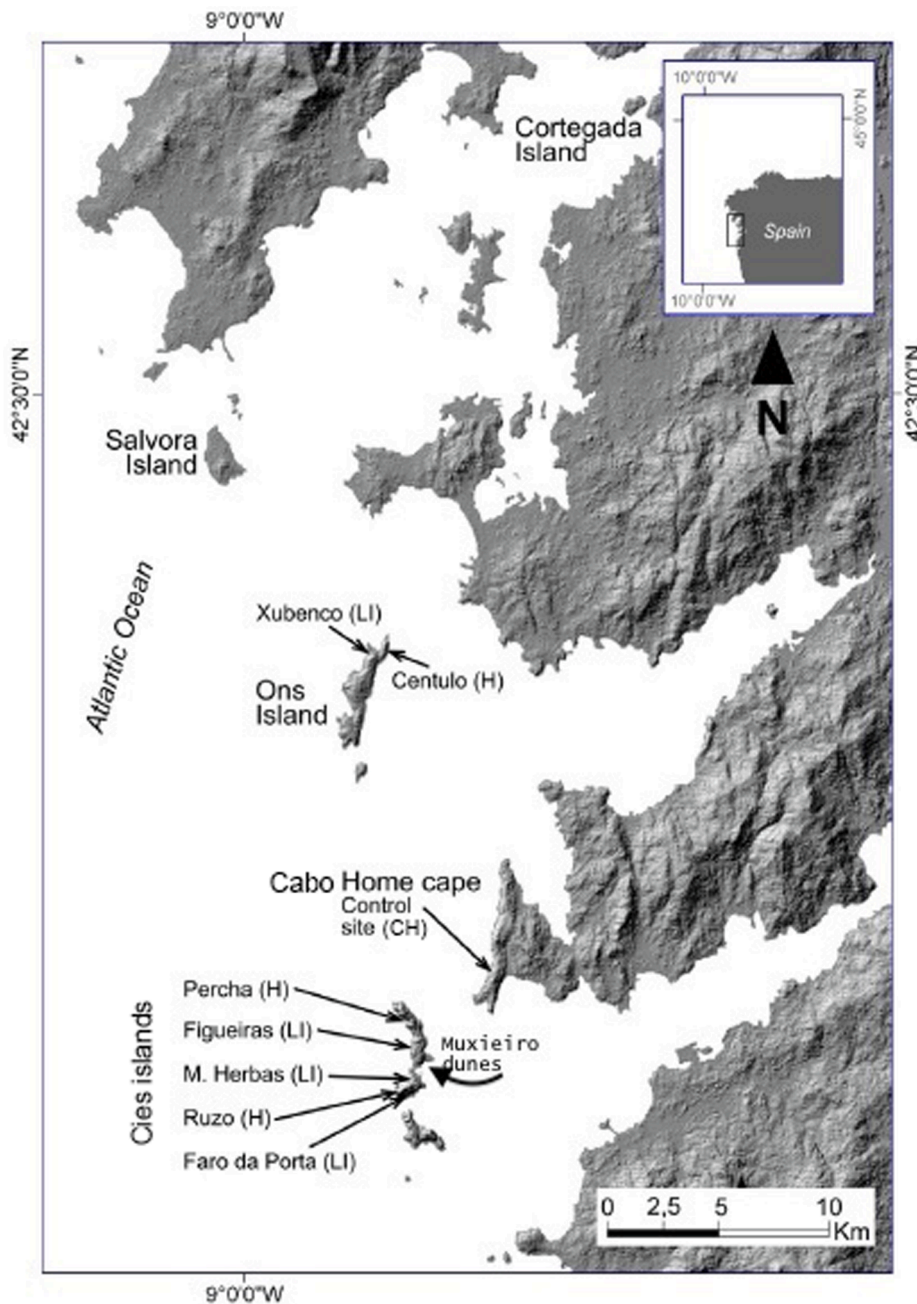 9°0'0"W
10°0'0"W
45°0'0"N
Spain
10°0'0"W
Cortegada
Island
N
42°30'0"N
42°30'0"N
Salvora
Island
Atlantic Ocean
Xubenco (LI)
Centulo (H)
Ons
Island
Cabo Home cape
Control
site (CH)
Cies islands
Percha (H)
Figueiras (LI)
Muxieiro
dunes
M. Herbas (LI)
Ruzo (H)
Faro da Porta (LI)
0 2,5 5 10
Km
9°0'0"W